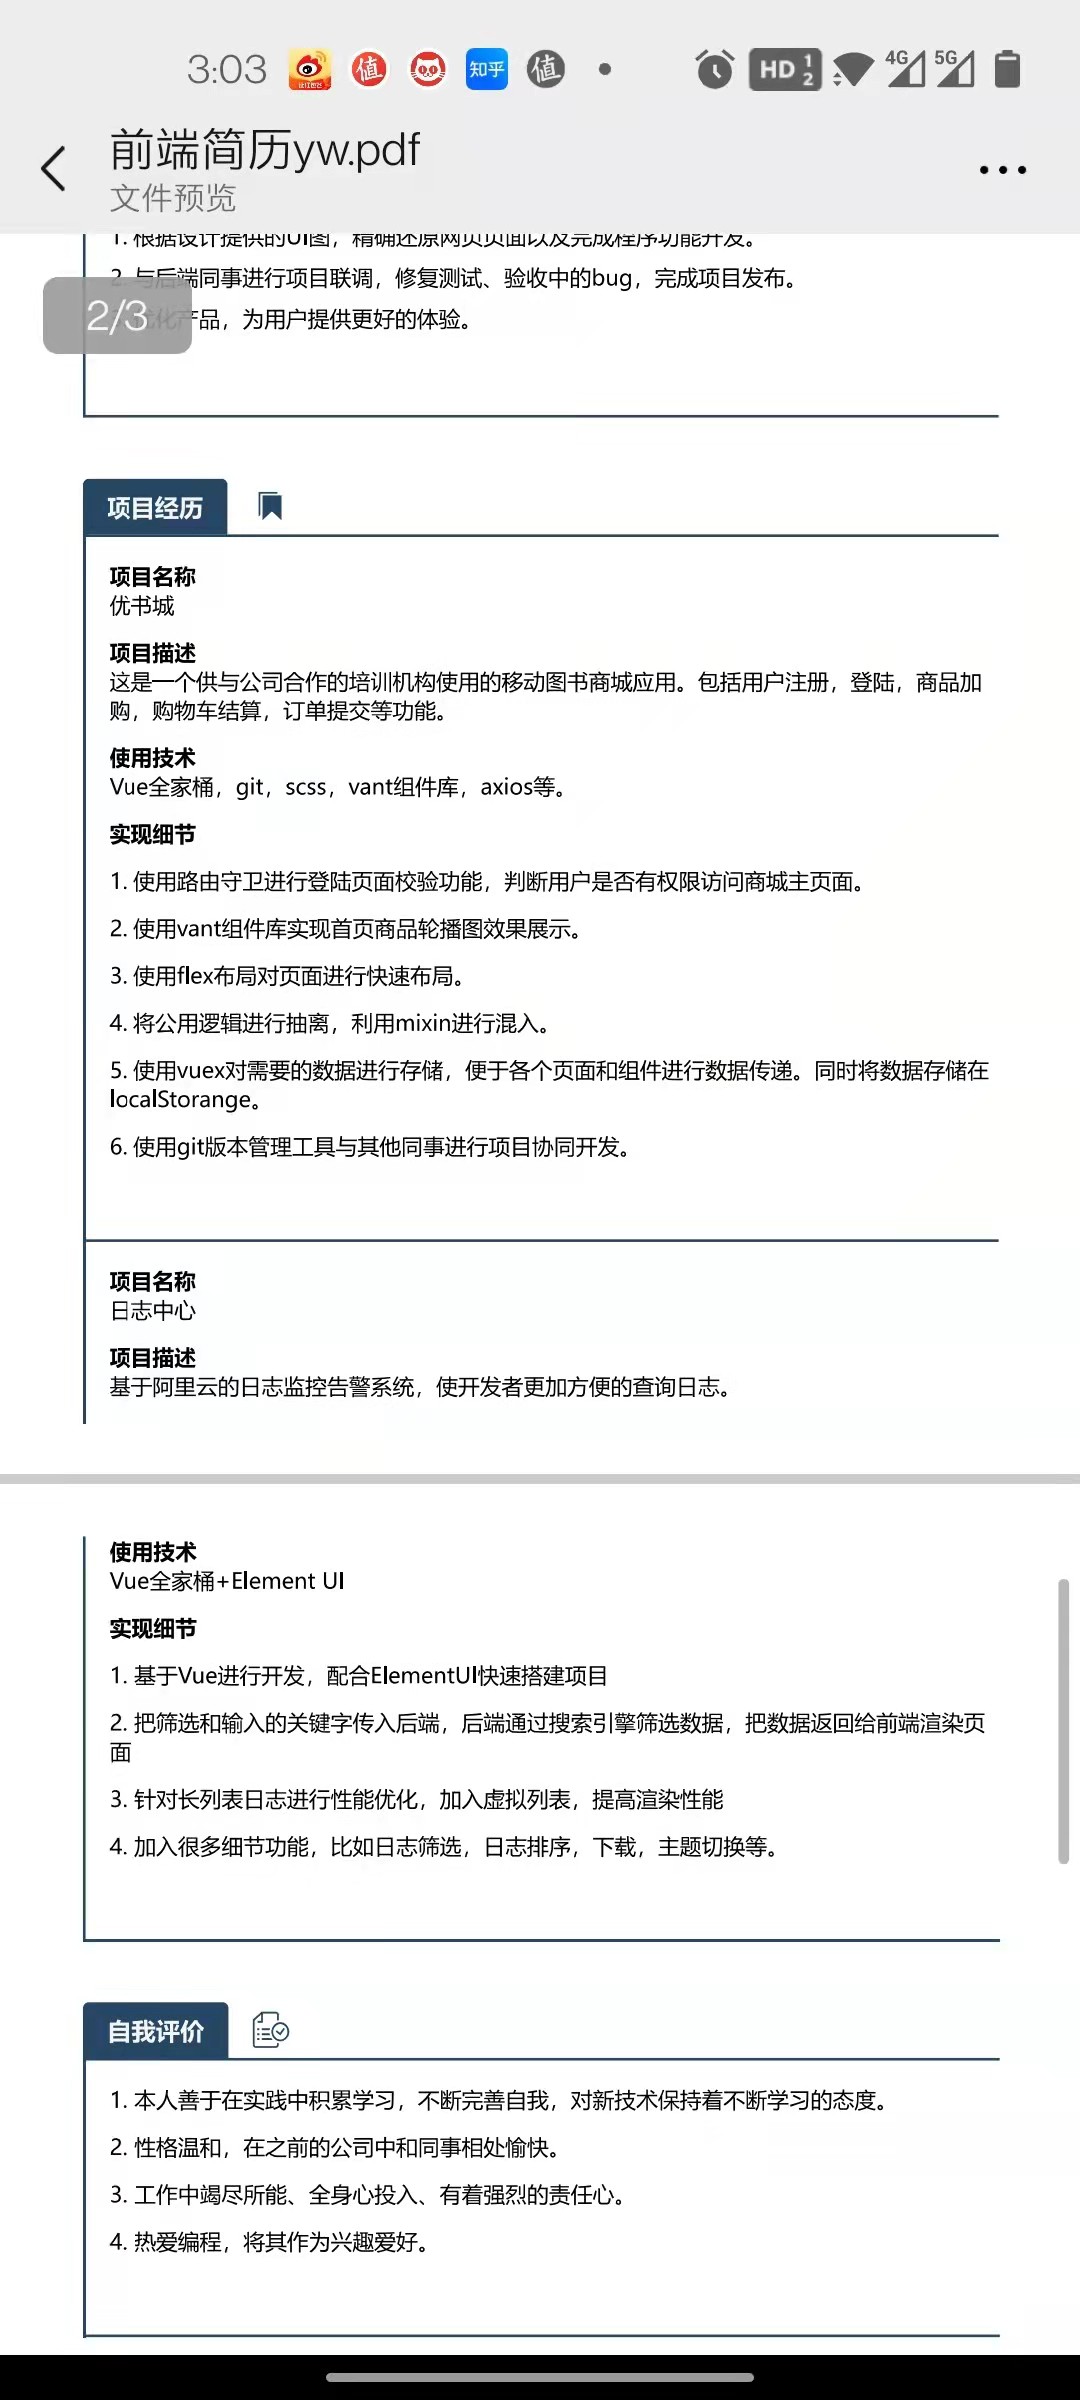 3:03
值
知乎
值
HD 1 2
4G
5G
前端简历yw.pdf
文件预览
1. 根据设计提供的UI图，精确还原网页页面以及完成程序功能开发。
2. 与后端同事进行项目联调，修复测试、验收中的bug，完成项目发布。
2/3
优化产品，为用户提供更好的体验。
项目经历
项目名称
优书城
项目描述
这是一个供与公司合作的培训机构使用的移动图书商城应用。包括用户注册，登陆，商品加
购，购物车结算，订单提交等功能。
使用技术
Vue全家桶，git，scss，vant组件库，axios等。
实现细节
1. 使用路由守卫进行登陆页面校验功能，判断用户是否有权限访问商城主页面。
2. 使用vant组件库实现首页商品轮播图效果展示。
3. 使用flex布局对页面进行快速布局。
4. 将公用逻辑进行抽离，利用mixin进行混入。
5. 使用vuex对需要的数据进行存储，便于各个页面和组件进行数据传递。同时将数据存储在
localStorange。
6. 使用git版本管理工具与其他同事进行项目协同开发。
项目名称
日志中心
项目描述
基于阿里云的日志监控告警系统，使开发者更加方便的查询日志。
使用技术
Vue全家桶+Element UI
实现细节
1. 基于Vue进行开发，配合ElementUI快速搭建项目
2. 把筛选和输入的关键字传入后端，后端通过搜索引擎筛选数据，把数据返回给前端渲染页
面
3. 针对长列表日志进行性能优化，加入虚拟列表，提高渲染性能
4. 加入很多细节功能，比如日志筛选，日志排序，下载，主题切换等。
自我评价
1. 本人善于在实践中积累学习，不断完善自我，对新技术保持着不断学习的态度。
2. 性格温和，在之前的公司中和同事相处愉快。
3. 工作中竭尽所能、全身心投入、有着强烈的责任心。
4. 热爱编程，将其作为兴趣爱好。